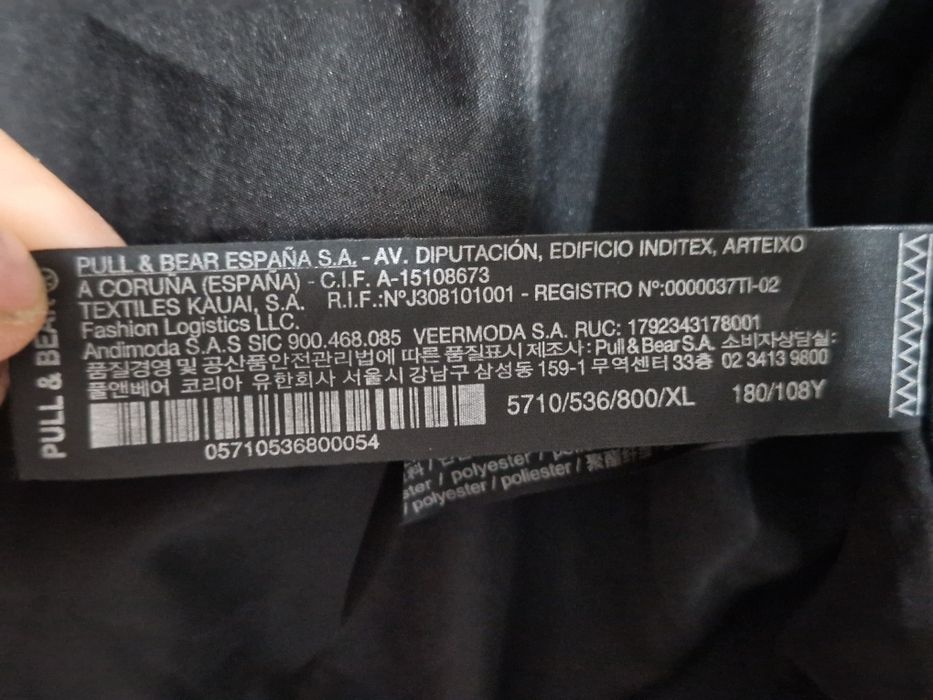 PULL & BEAR
PULL & BEAR ESPAÑA S.A. - AV. DIPUTACIÓN, EDIFICIO INDITEX, ARTEIXO
A CORUÑA (ESPAÑA) - C.I.F. A-15108673
TEXTILES KAUAI, S.A. R.I.F.:NºJ308101001 - REGISTRO Nº:0000037TI-02
Fashion Logistics LLC.
Andimoda S.A.S SIC 900.468.085 VEERMODA S.A. RUC: 1792343178001
품질경영 및 공산품안전관리법에 따른 품질표시 제조사 : Pull&Bear S.A. 소비자상담실:
풀앤베어 코리아 유한회사 서울시 강남구 삼성동 159-1 무역센터 33층 02 3413 9800
5710/536/800/XL 180/108Y
05710536800054
polyester / po
ster / polyester / poliester /
polyester /